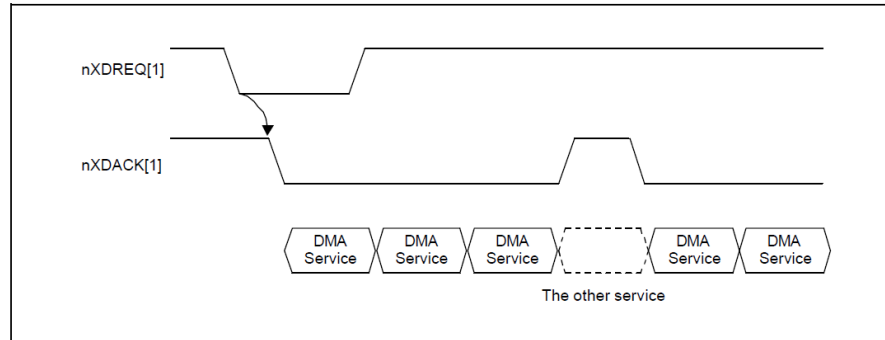 nXDREQ[1]
nXDACK[1]
DMA
Service
DMA
Service
DMA
Service
DMA
Service
DMA
Service
The other service